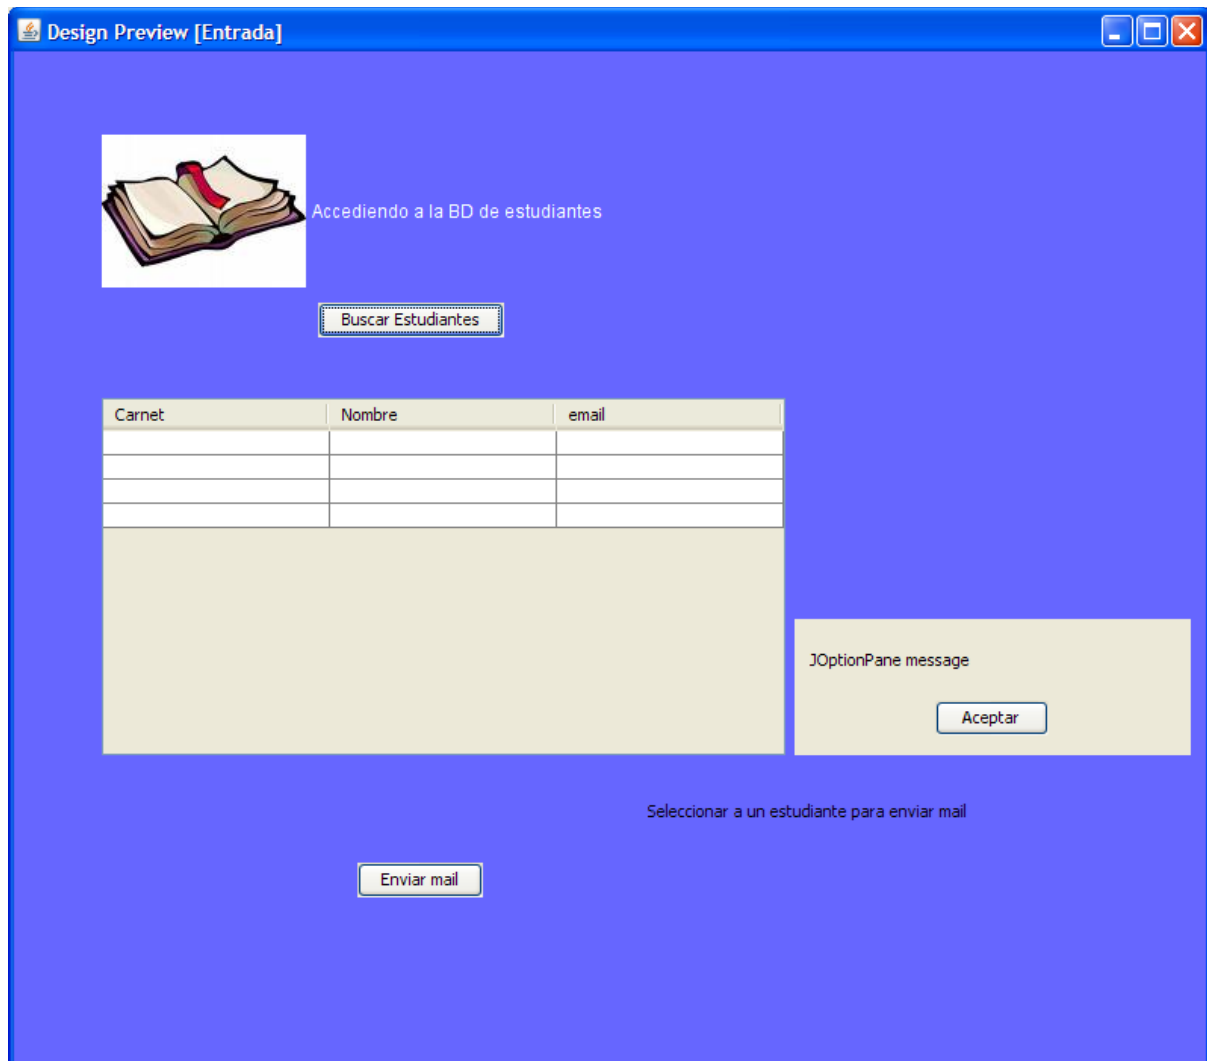 Design Preview [Entrada]
Accediendo a la BD de estudiantes
Buscar Estudiantes
Carnet Nombre email
JOptionPane message
Aceptar
Seleccionar a un estudiante para enviar mail
Enviar mail